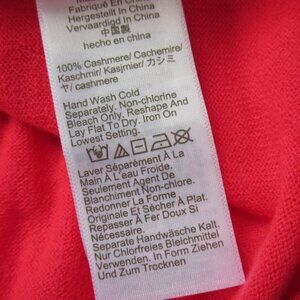 Fabriqué En Chine
Hergestellt In China
Vervaardigd in China
中国製
hecho en china
100% Cashmere/ Cachemire/
Kaschmir/ Kasjmier/ カシミ
ヤ/ cashmere
Hand Wash Cold
Separately. Non-chlorine
Bleach Only. Reshape And
Lay Flat To Dry. Iron On
Lowest Setting.
Laver Séparément À La
Main À L'eau Froide.
Seulement Agent De
Blanchiment Non-chlore.
Redonner La Forme
Originale Et Sécher À Plat.
Repasser À Fer Doux Si
Nécessaire.
Separate Handwäsche Kalt.
Nur Chlorfreies Bleichmittel
Verwenden. In Form Ziehen
Und Zum Trocknen